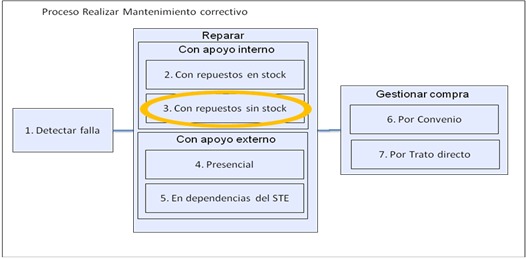 Proceso Realizar Mantenimiento correctivo
Reparar
Con apoyo interno
2. Con repuestos en stock
3. Con repuestos sin stock
Gestionar compra
6. Por Convenio
1. Detectar falla
Con apoyo externo
7. Por Trato directo
4. Presencial
5. En dependencias del STE